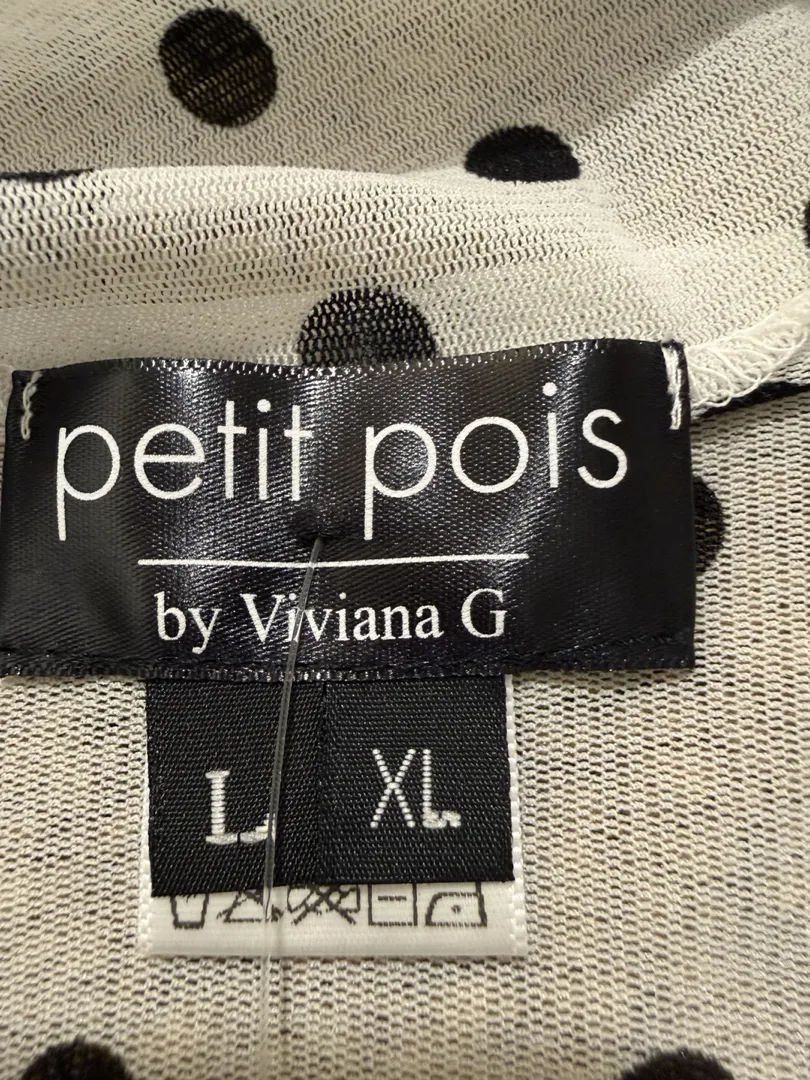 petit pois
by Viviana G
L XL